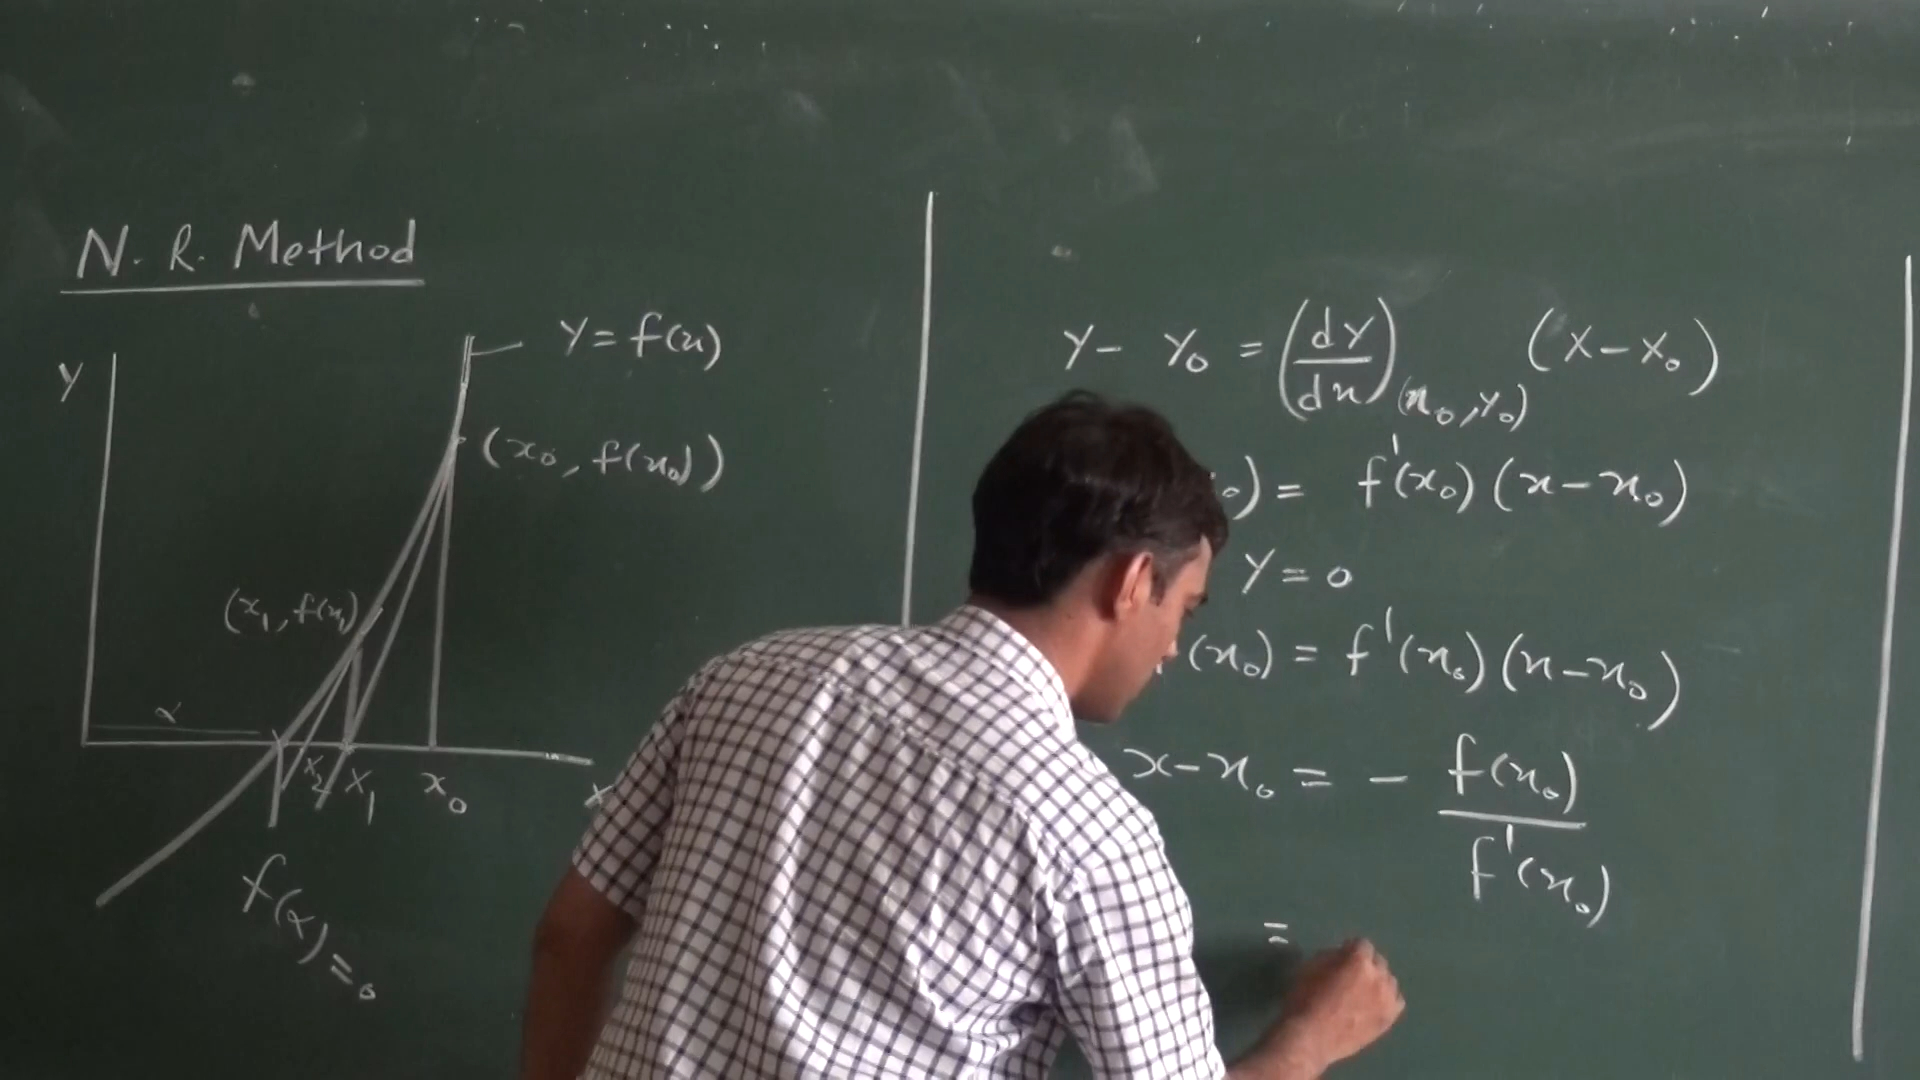 N. R. Method
Y
Y = f(x)
(x₀, f(x₀))
(x₁, f(x₁)
α
x₂ x₁ x₀ x
f(α) = 0
Y - Y₀ = (dY/dx)(x₀, Y₀) (X - X₀)
₀) = f'(x₀) (x - x₀)
Y = 0
(x₀) = f'(x₀) (x - x₀)
x - x₀ = - f(x₀)/f'(x₀)
=